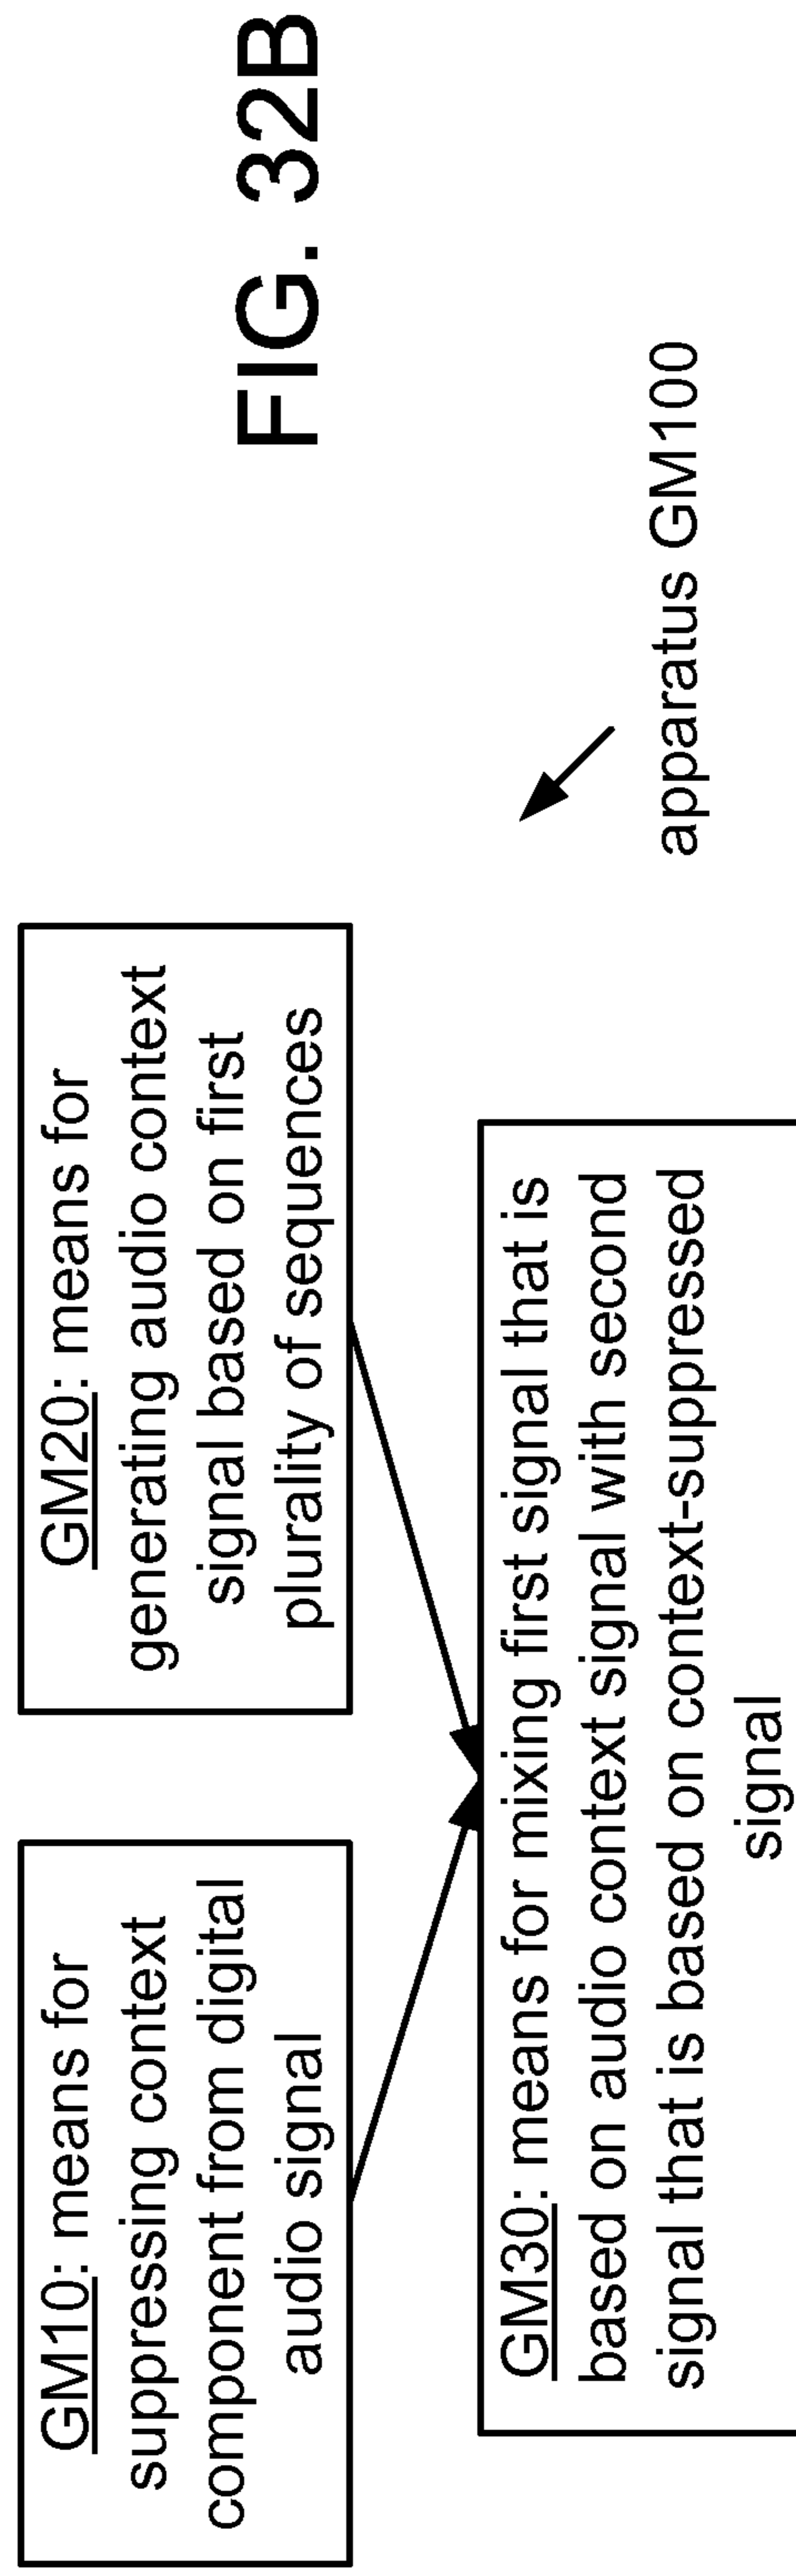 GM10: means for
suppressing context
component from digital
audio signal
GM20: means for
generating audio context
signal based on first
plurality of sequences
GM30: means for mixing first signal that is
based on audio context signal with second
signal that is based on context-suppressed
signal
apparatus GM100
FIG. 32B